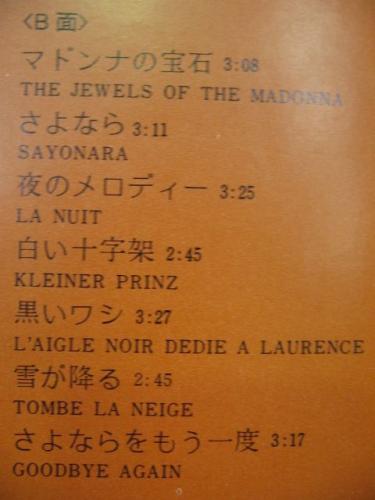 〈B面〉
マドンナの宝石 3:08
THE JEWELS OF THE MADONNA
さよなら 3:11
SAYONARA
夜のメロディー 3:25
LA NUIT
白い十字架 2:45
KLEINER PRINZ
黒いワシ 3:27
L'AIGLE NOIR DEDIE A LAURENCE
雪が降る 2:45
TOMBE LA NEIGE
さよならをもう一度 3:17
GOODBYE AGAIN